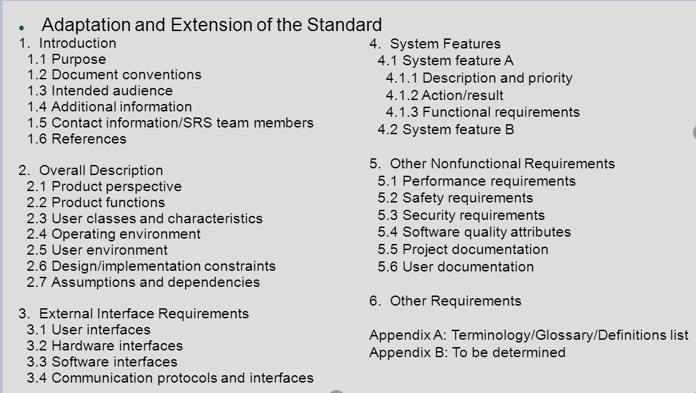 • Adaptation and Extension of the Standard
1. Introduction
1.1 Purpose
1.2 Document conventions
1.3 Intended audience
1.4 Additional information
1.5 Contact information/SRS team members
1.6 References
2. Overall Description
2.1 Product perspective
2.2 Product functions
2.3 User classes and characteristics
2.4 Operating environment
2.5 User environment
2.6 Design/implementation constraints
2.7 Assumptions and dependencies
3. External Interface Requirements
3.1 User interfaces
3.2 Hardware interfaces
3.3 Software interfaces
3.4 Communication protocols and interfaces
4. System Features
4.1 System feature A
4.1.1 Description and priority
4.1.2 Action/result
4.1.3 Functional requirements
4.2 System feature B
5. Other Nonfunctional Requirements
5.1 Performance requirements
5.2 Safety requirements
5.3 Security requirements
5.4 Software quality attributes
5.5 Project documentation
5.6 User documentation
6. Other Requirements
Appendix A: Terminology/Glossary/Definitions list
Appendix B: To be determined